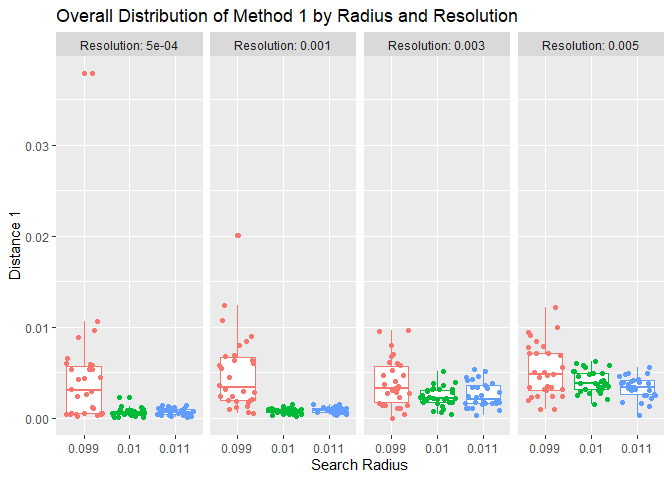 Overall Distribution of Method 1 by Radius and Resolution
Resolution: 5e-04 Resolution: 0.001 Resolution: 0.003 Resolution: 0.005
0.03
0.02
0.01
0.00
Distance 1
0.099 0.01 0.011 0.099 0.01 0.011 0.099 0.01 0.011 0.099 0.01 0.011
Search Radius